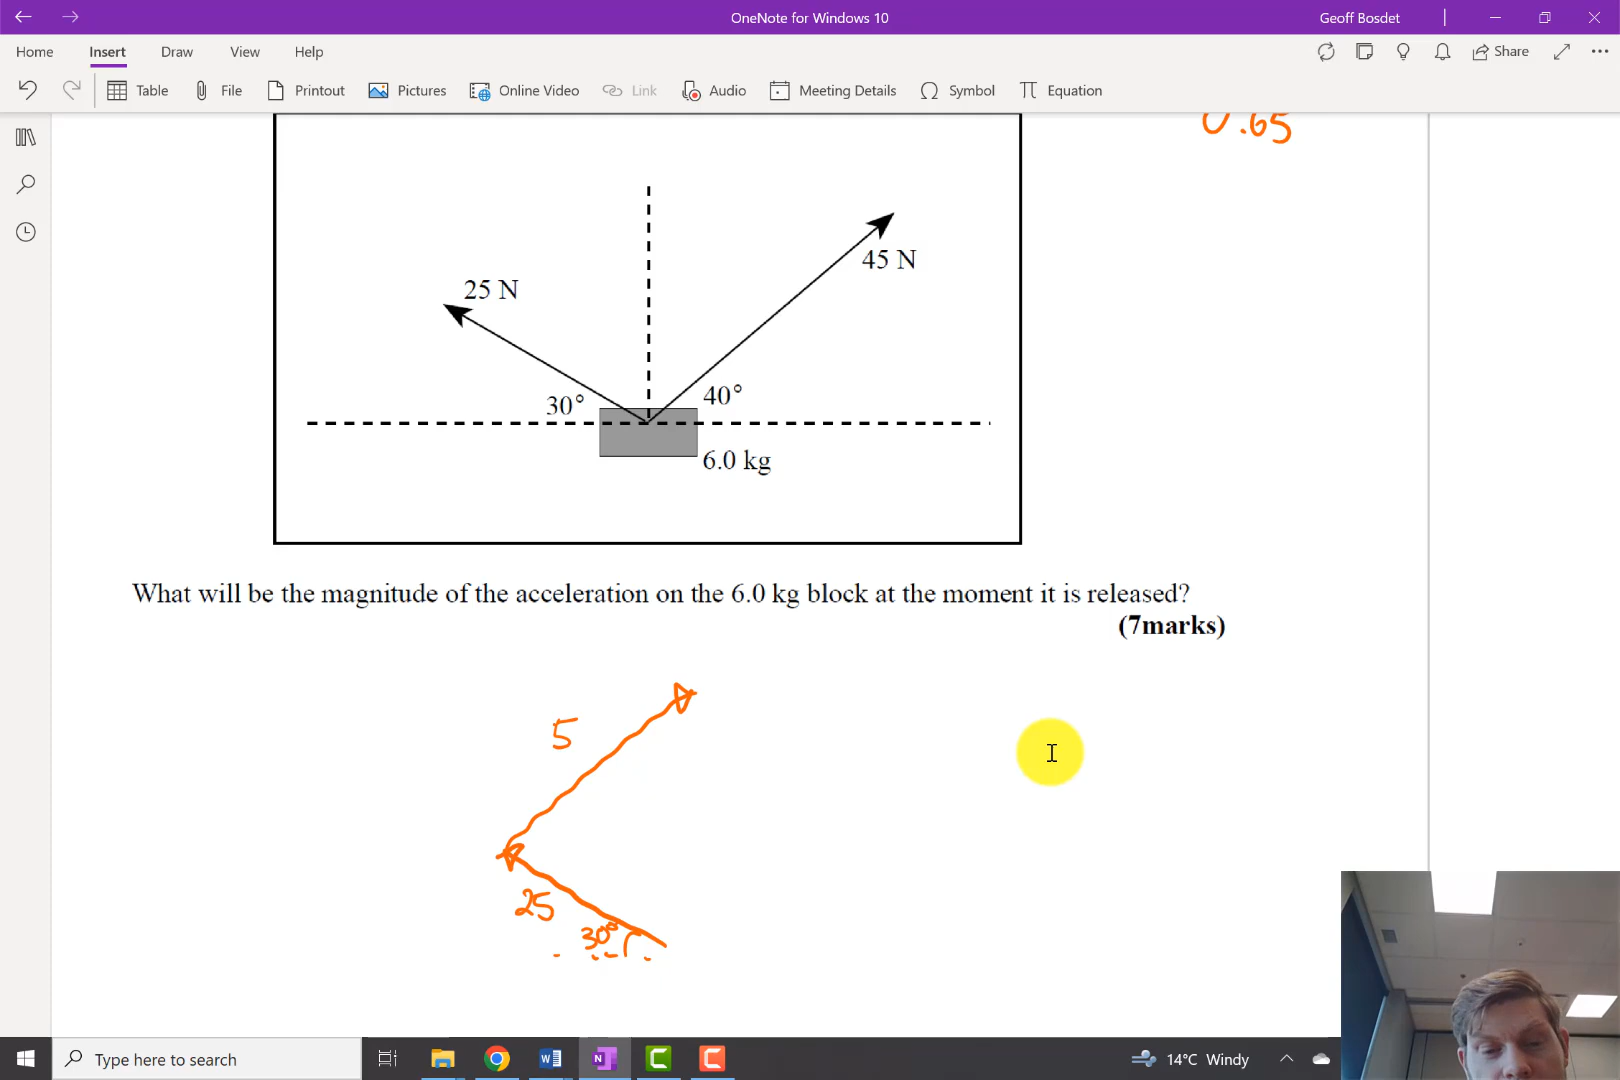 OneNote for Windows 10
Geoff Bosdet
Home Insert Draw View Help
Share
Table File Printout Pictures Online Video Link Audio Meeting Details Symbol Equation
0.65
25 N
45 N
30°
40°
6.0 kg
What will be the magnitude of the acceleration on the 6.0 kg block at the moment it is released?
(7marks)
5
25
30°
Type here to search
14°C Windy